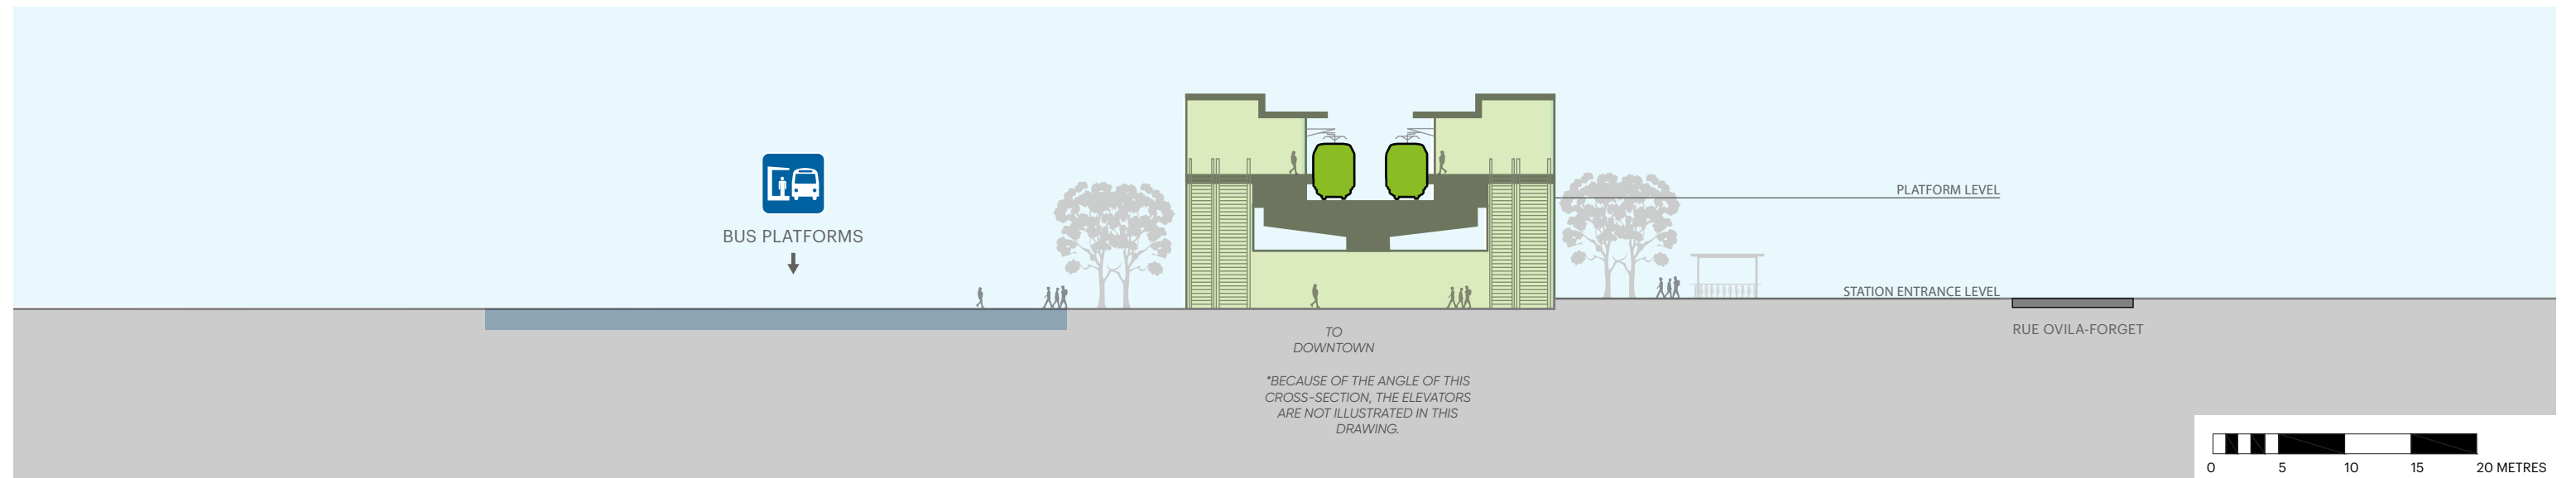 BUS PLATFORMS
PLATFORM LEVEL
STATION ENTRANCE LEVEL
RUE OVILA-FORGET
TO
DOWNTOWN
*BECAUSE OF THE ANGLE OF THIS
CROSS-SECTION, THE ELEVATORS
ARE NOT ILLUSTRATED IN THIS
DRAWING.
0 5 10 15 20 METRES